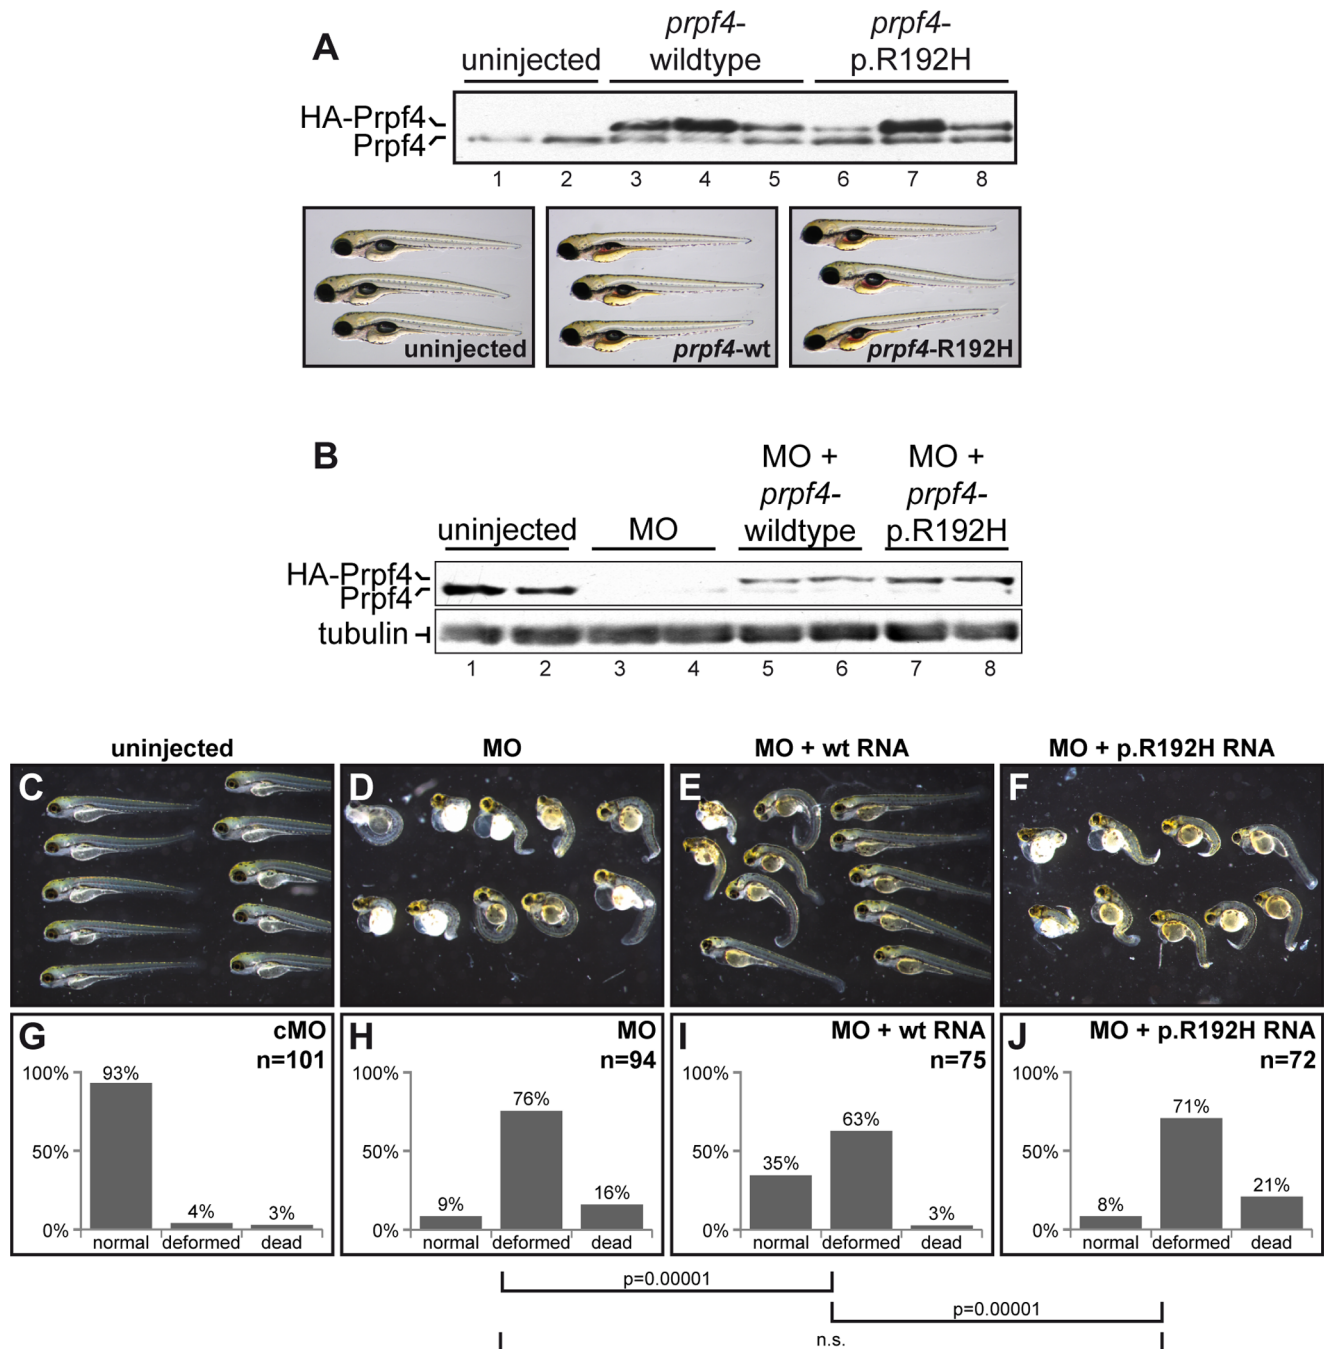 A
uninjected
prpf4-
wildtype
prpf4-
p.R192H
HA-Prpf4
Prpf4
1 2 3 4 5 6 7 8
uninjected
prpf4-wt
prpf4-R192H
B
uninjected
MO
MO +
prpf4-
wildtype
MO +
prpf4-
p.R192H
HA-Prpf4
Prpf4
tubulin
1 2 3 4 5 6 7 8
uninjected
MO
MO + wt RNA
MO + p.R192H RNA
C
D
E
F
G
cMO
n=101
100%
50%
0%
93%
4%
3%
normal deformed dead
H
MO
n=94
100%
50%
0%
9%
76%
16%
normal deformed dead
I
MO + wt RNA
n=75
100%
50%
0%
35%
63%
3%
normal deformed dead
J
MO + p.R192H RNA
n=72
100%
50%
0%
8%
71%
21%
normal deformed dead
p=0.00001
p=0.00001
n.s.